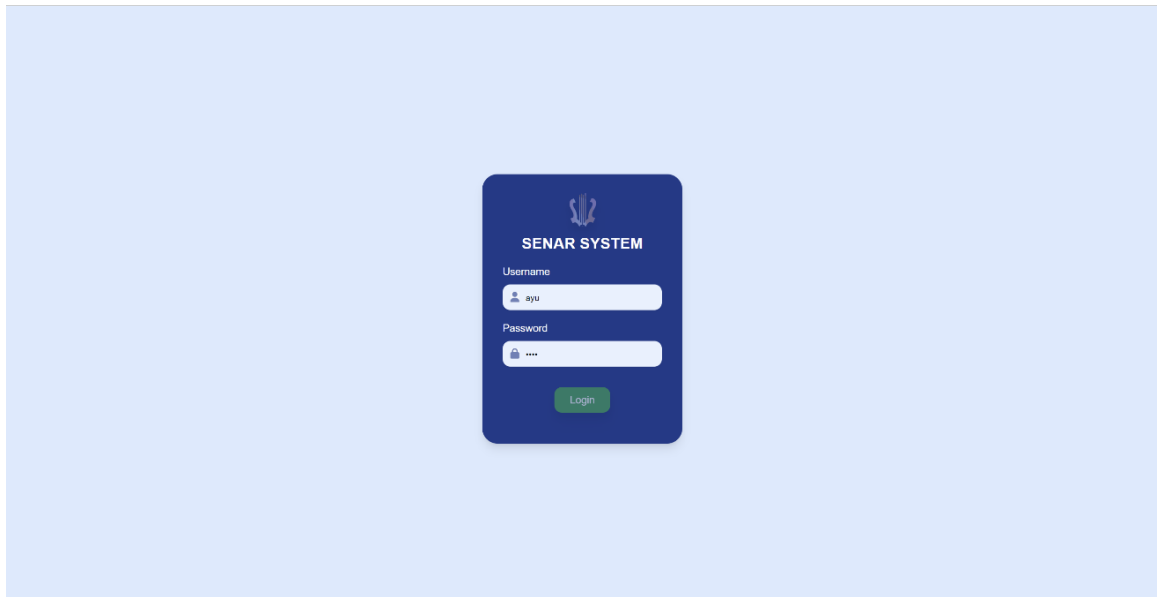 SENAR SYSTEM
Username
ayu
Password
••••
Login